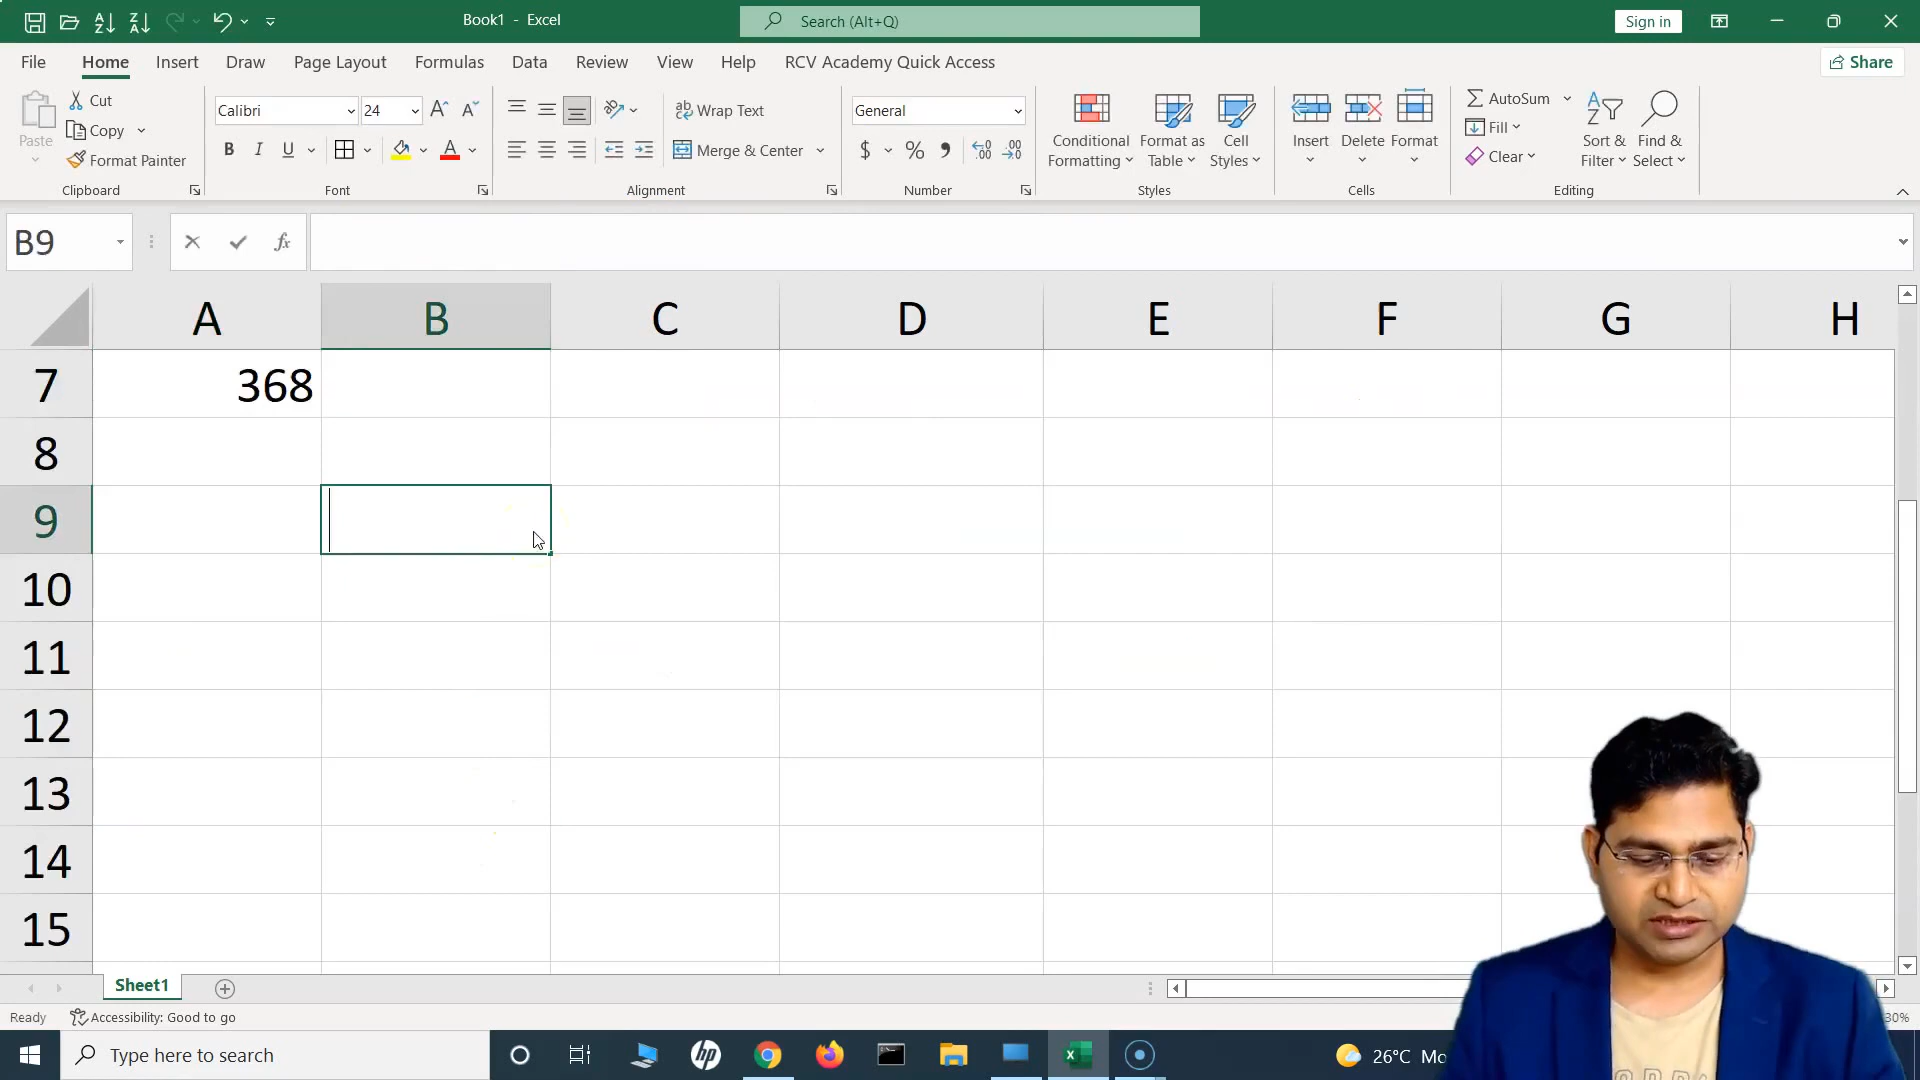 Book1 - Excel
Search (Alt+Q)
Sign in
File Home Insert Draw Page Layout Formulas Data Review View Help RCV Academy Quick Access
Share
Paste
Cut
Copy
Format Painter
Clipboard
Calibri 24
B I U
Font
Wrap Text
Merge & Center
Alignment
General
$ % ,
Number
Conditional Formatting
Format as Table
Cell Styles
Styles
Insert Delete Format
Cells
AutoSum
Fill
Clear
Sort & Filter
Find & Select
Editing
B9
fx
A B C D E F G H
7 368
8
9
10
11
12
13
14
15
Sheet1
Ready Accessibility: Good to go
Type here to search
hp
26°C